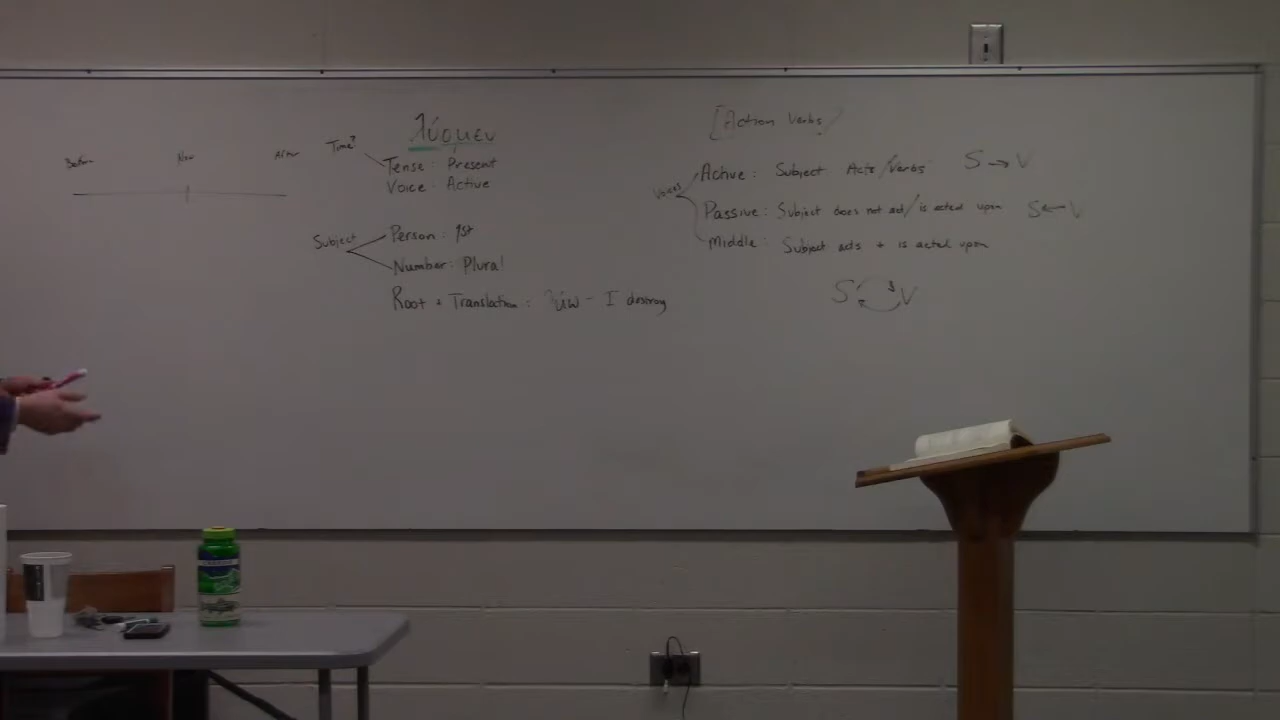 Before Now After
Time?
λύομεν
Tense: Present
Voice: Active
Subject
Person: 1st
Number: Plural
Root + Translation: λύω - I destroy
[Action Verbs]
Voices
Active: Subject Acts/Verbs S → V
Passive: Subject does not act/is acted upon S ← V
Middle: Subject acts + is acted upon
S V